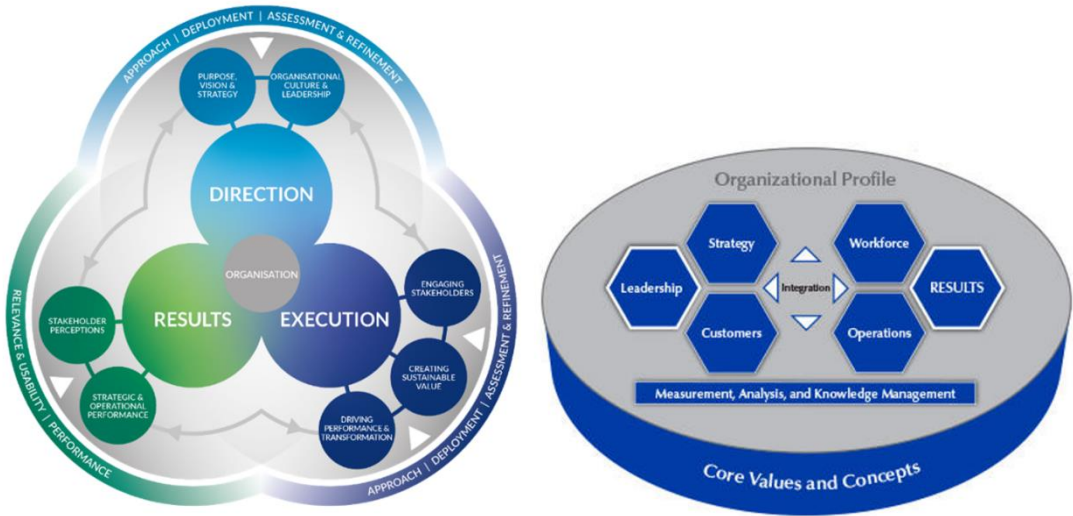 APPROACH | DEPLOYMENT | ASSESSMENT & REFINEMENT
PURPOSE,
VISION &
STRATEGY
ORGANISATIONAL
CULTURE &
LEADERSHIP
DIRECTION
ORGANISATION
RESULTS
EXECUTION
ENGAGING
STAKEHOLDERS
CREATING
SUSTAINABLE
VALUE
DRIVING
PERFORMANCE &
TRANSFORMATION
STAKEHOLDER
PERCEPTIONS
STRATEGIC &
OPERATIONAL
PERFORMANCE
RELEVANCE & USABILITY | PERFORMANCE
APPROACH | DEPLOYMENT | ASSESSMENT & REFINEMENT
Organizational Profile
Strategy
Workforce
Leadership
Integration
RESULTS
Customers
Operations
Measurement, Analysis, and Knowledge Management
Core Values and Concepts